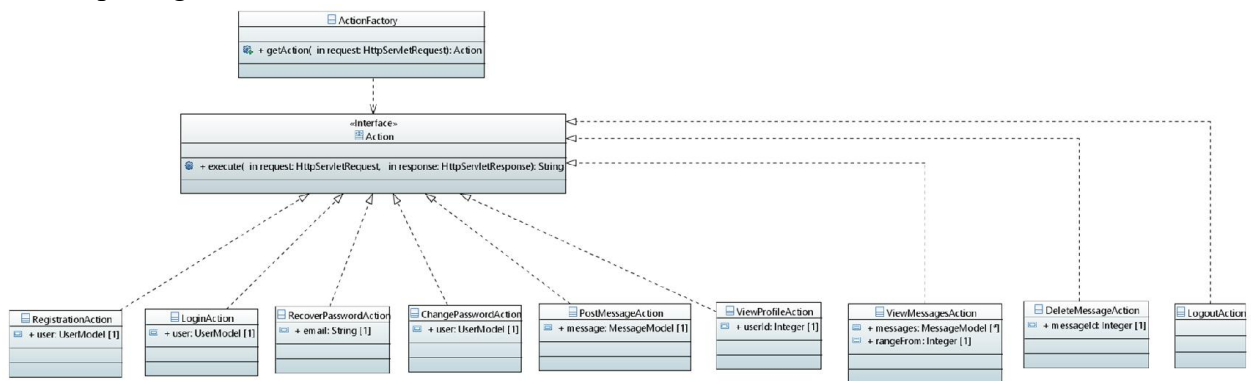 ActionFactory
+ getAction( in request: HttpServletRequest): Action
«Interface»
Action
+ execute( in request: HttpServletRequest, in response: HttpServletResponse): String
RegistrationAction
+ user: UserModel [1]
LoginAction
+ user: UserModel [1]
RecoverPasswordAction
+ email: String [1]
ChangePasswordAction
+ user: UserModel [1]
PostMessageAction
+ message: MessageModel [1]
ViewProfileAction
+ userId: Integer [1]
ViewMessagesAction
+ messages: MessageModel [*]
+ rangeFrom: Integer [1]
DeleteMessageAction
+ messageId: Integer [1]
LogoutAction